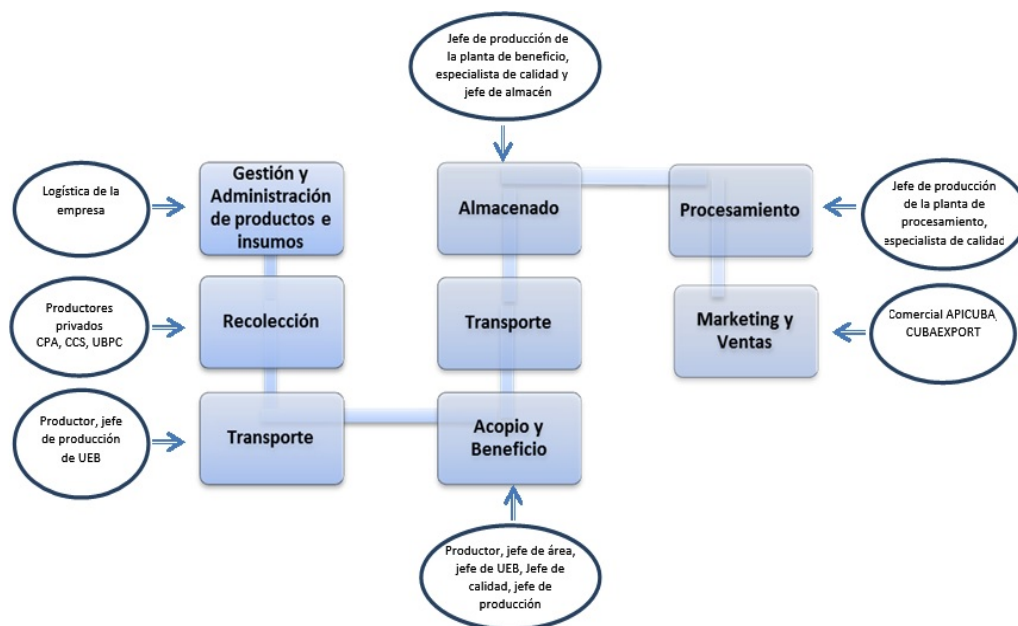 Jefe de producción de
la planta de beneficio,
especialista de calidad y
jefe de almacén
Logística de la
empresa
Gestión y
Administración
de productos e
insumos
Almacenado
Procesamiento
Jefe de producción
de la planta de
procesamiento,
especialista de calidad
Productores
privados
CPA, CCS, UBPC
Recolección
Transporte
Marketing y
Ventas
Comercial APICUBA,
CUBAEXPORT
Productor, jefe
de producción
de UEB
Transporte
Acopio y
Beneficio
Productor, jefe de área,
jefe de UEB, Jefe de
calidad, jefe de
producción